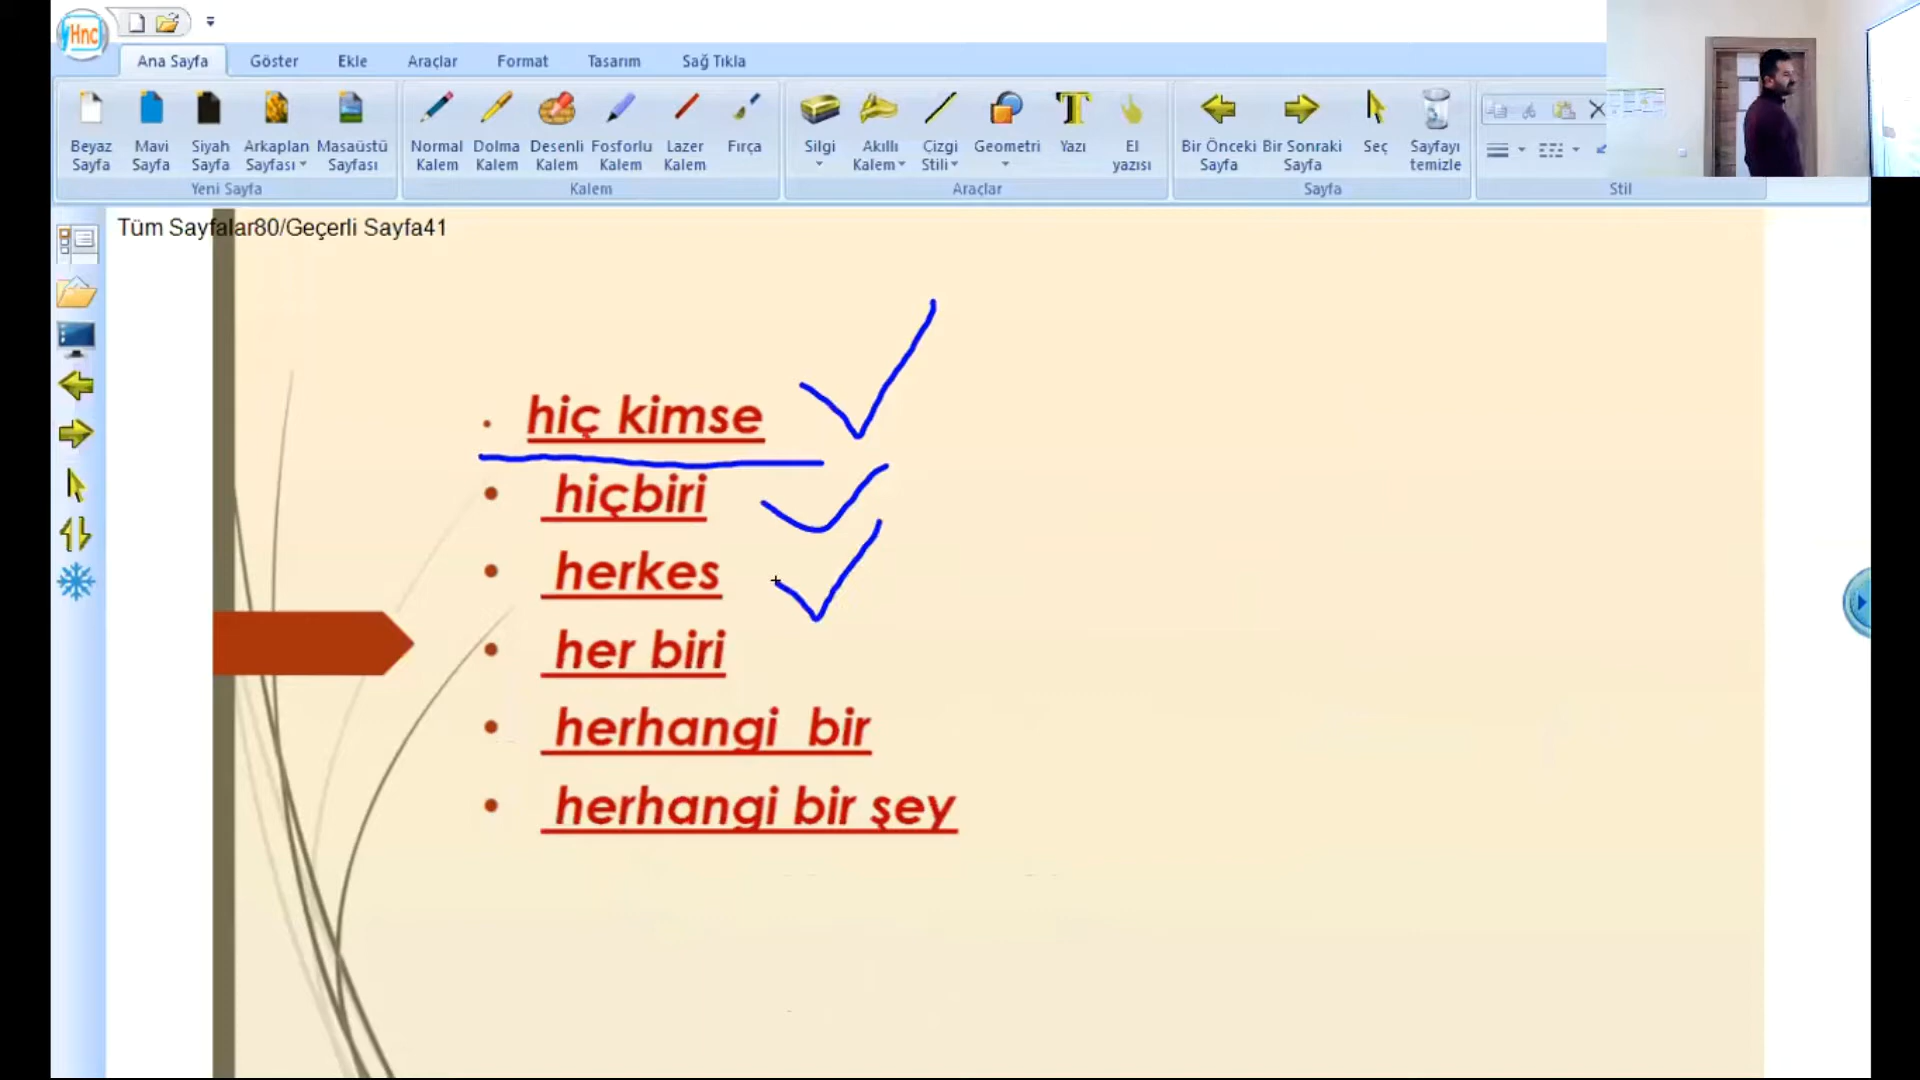 Hnc
Ana Sayfa Göster Ekle Araçlar Format Tasarım Sağ Tıkla
Beyaz Sayfa
Mavi Sayfa
Siyah Sayfa
Arkaplan Sayfası
Masaüstü Sayfası
Yeni Sayfa
Normal Kalem
Dolma Kalem
Desenli Kalem
Fosforlu Kalem
Lazer Kalem
Fırça
Kalem
Silgi
Akıllı Kalem
Çizgi Stili
Geometri
Yazı
El yazısı
Araçlar
Bir Önceki Sayfa
Bir Sonraki Sayfa
Seç
Sayfayı temizle
Sayfa
Stil
Tüm Sayfalar80/Geçerli Sayfa41
• hiç kimse
• hiçbiri
• herkes
• her biri
• herhangi bir
• herhangi bir şey